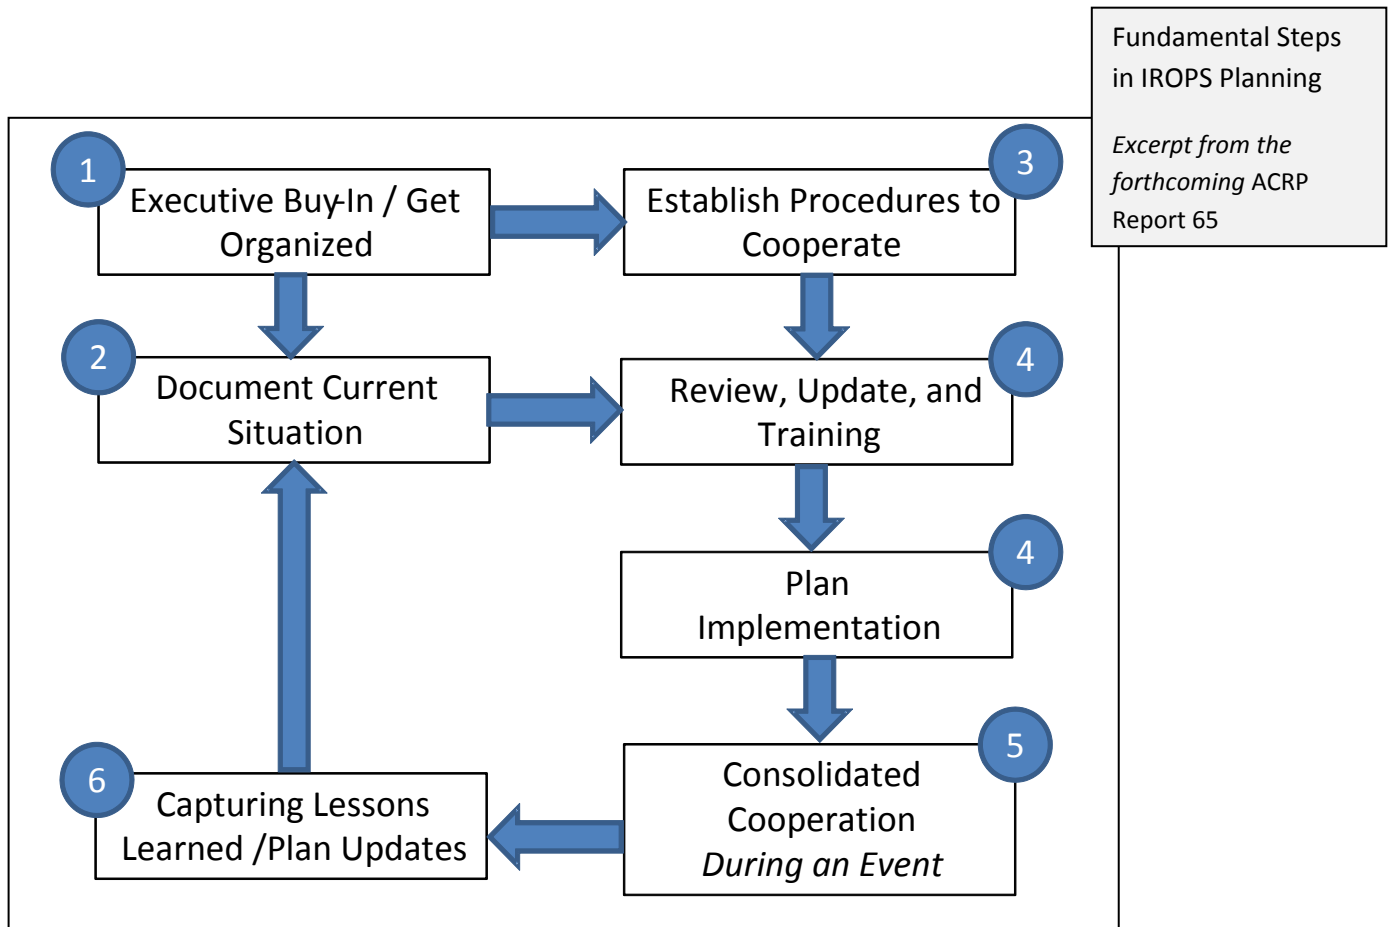 Fundamental Steps
in IROPS Planning
Excerpt from the
forthcoming ACRP
Report 65
1
Executive Buy-In / Get
Organized
3
Establish Procedures to
Cooperate
2
Document Current
Situation
4
Review, Update, and
Training
4
Plan
Implementation
5
Consolidated
Cooperation
During an Event
6
Capturing Lessons
Learned /Plan Updates